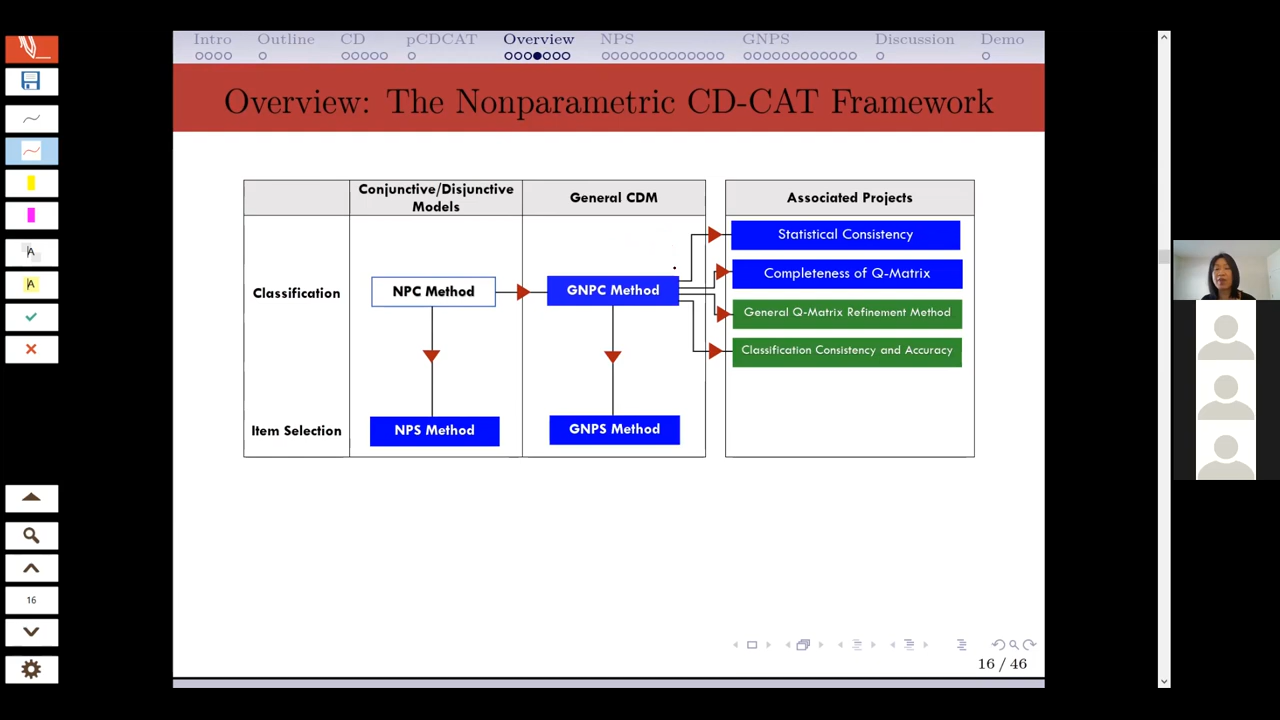 Intro Outline CD pCDCAT Overview NPS GNPS Discussion Demo
Overview: The Nonparametric CD-CAT Framework
Conjunctive/Disjunctive
Models
General CDM
Associated Projects
Classification
NPC Method
GNPC Method
Statistical Consistency
Completeness of Q-Matrix
General Q-Matrix Refinement Method
Classification Consistency and Accuracy
Item Selection
NPS Method
GNPS Method
16 / 46
A
A
16